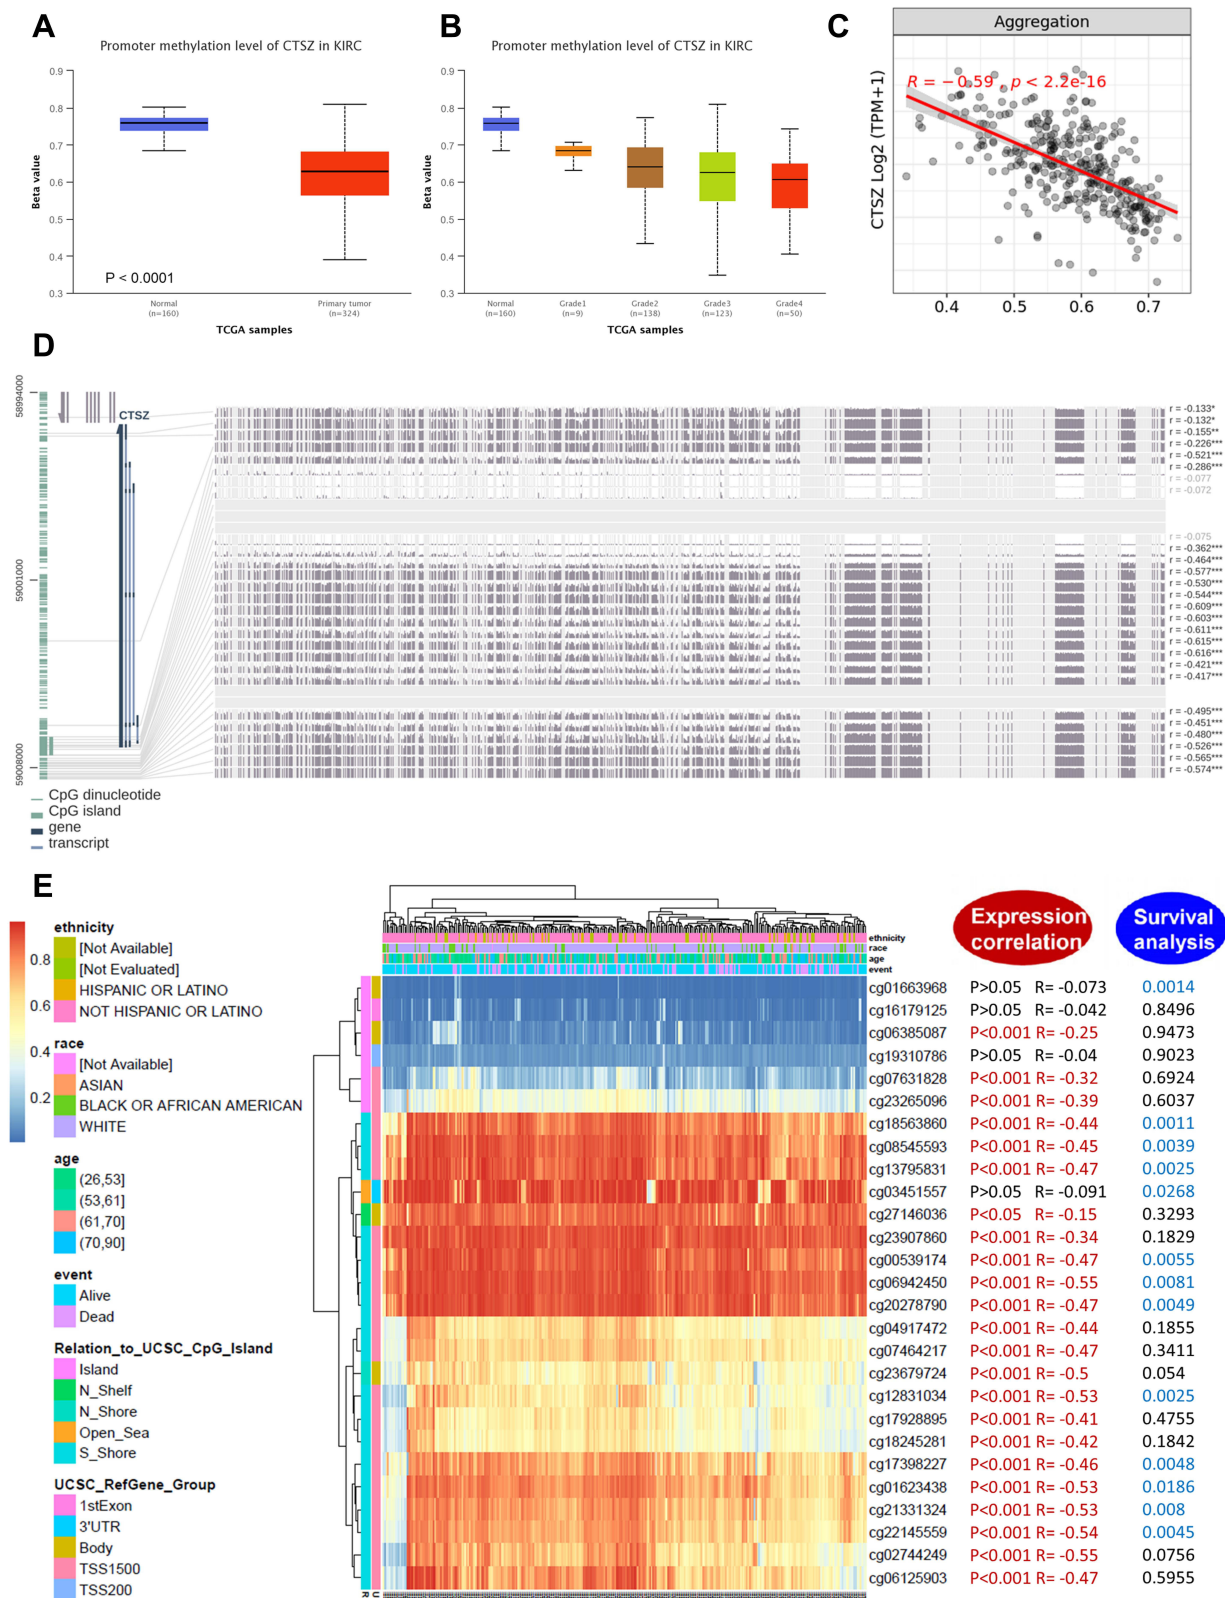 A
Promoter methylation level of CTSZ in KIRC
Beta value
0.9
0.8
0.7
0.6
0.5
0.4
0.3
P < 0.0001
Normal
(n=160)
Primary tumor
(n=324)
TCGA samples
B
Promoter methylation level of CTSZ in KIRC
Beta value
0.9
0.8
0.7
0.6
0.5
0.4
0.3
Normal
(n=160)
Grade1
(n=9)
Grade2
(n=138)
Grade3
(n=123)
Grade4
(n=50)
TCGA samples
C
Aggregation
R = −0.59 , p < 2.2e-16
CTSZ Log2 (TPM+1)
0.4 0.5 0.6 0.7
D
58994000
59001000
59008000
CTSZ
r = -0.133*
r = -0.132*
r = -0.155**
r = -0.226***
r = -0.521***
r = -0.286***
r = -0.077
r = -0.072
r = -0.075
r = -0.362***
r = -0.464***
r = -0.577***
r = -0.530***
r = -0.544***
r = -0.609***
r = -0.603***
r = -0.611***
r = -0.615***
r = -0.616***
r = -0.421***
r = -0.417***
r = -0.495***
r = -0.451***
r = -0.480***
r = -0.526***
r = -0.565***
r = -0.574***
CpG dinucleotide
CpG island
gene
transcript
E
0.8
0.6
0.4
0.2
ethnicity
[Not Available]
[Not Evaluated]
HISPANIC OR LATINO
NOT HISPANIC OR LATINO
race
[Not Available]
ASIAN
BLACK OR AFRICAN AMERICAN
WHITE
age
(26,53]
(53,61]
(61,70]
(70,90]
event
Alive
Dead
Relation_to_UCSC_CpG_Island
Island
N_Shelf
N_Shore
Open_Sea
S_Shore
UCSC_RefGene_Group
1stExon
3'UTR
Body
TSS1500
TSS200
ethnicity
race
age
event
R U
Expression correlation
Survival analysis
cg01663968 P>0.05 R= -0.073 0.0014
cg16179125 P>0.05 R= -0.042 0.8496
cg06385087 P<0.001 R= -0.25 0.9473
cg19310786 P>0.05 R= -0.04 0.9023
cg07631828 P<0.001 R= -0.32 0.6924
cg23265096 P<0.001 R= -0.39 0.6037
cg18563860 P<0.001 R= -0.44 0.0011
cg08545593 P<0.001 R= -0.45 0.0039
cg13795831 P<0.001 R= -0.47 0.0025
cg03451557 P>0.05 R= -0.091 0.0268
cg27146036 P<0.05 R= -0.15 0.3293
cg23907860 P<0.001 R= -0.34 0.1829
cg00539174 P<0.001 R= -0.47 0.0055
cg06942450 P<0.001 R= -0.55 0.0081
cg20278790 P<0.001 R= -0.47 0.0049
cg04917472 P<0.001 R= -0.44 0.1855
cg07464217 P<0.001 R= -0.47 0.3411
cg23679724 P<0.001 R= -0.5 0.054
cg12831034 P<0.001 R= -0.53 0.0025
cg17928895 P<0.001 R= -0.41 0.4755
cg18245281 P<0.001 R= -0.42 0.1842
cg17398227 P<0.001 R= -0.46 0.0048
cg01623438 P<0.001 R= -0.53 0.0186
cg21331324 P<0.001 R= -0.53 0.008
cg22145559 P<0.001 R= -0.54 0.0045
cg02744249 P<0.001 R= -0.55 0.0756
cg06125903 P<0.001 R= -0.47 0.5955